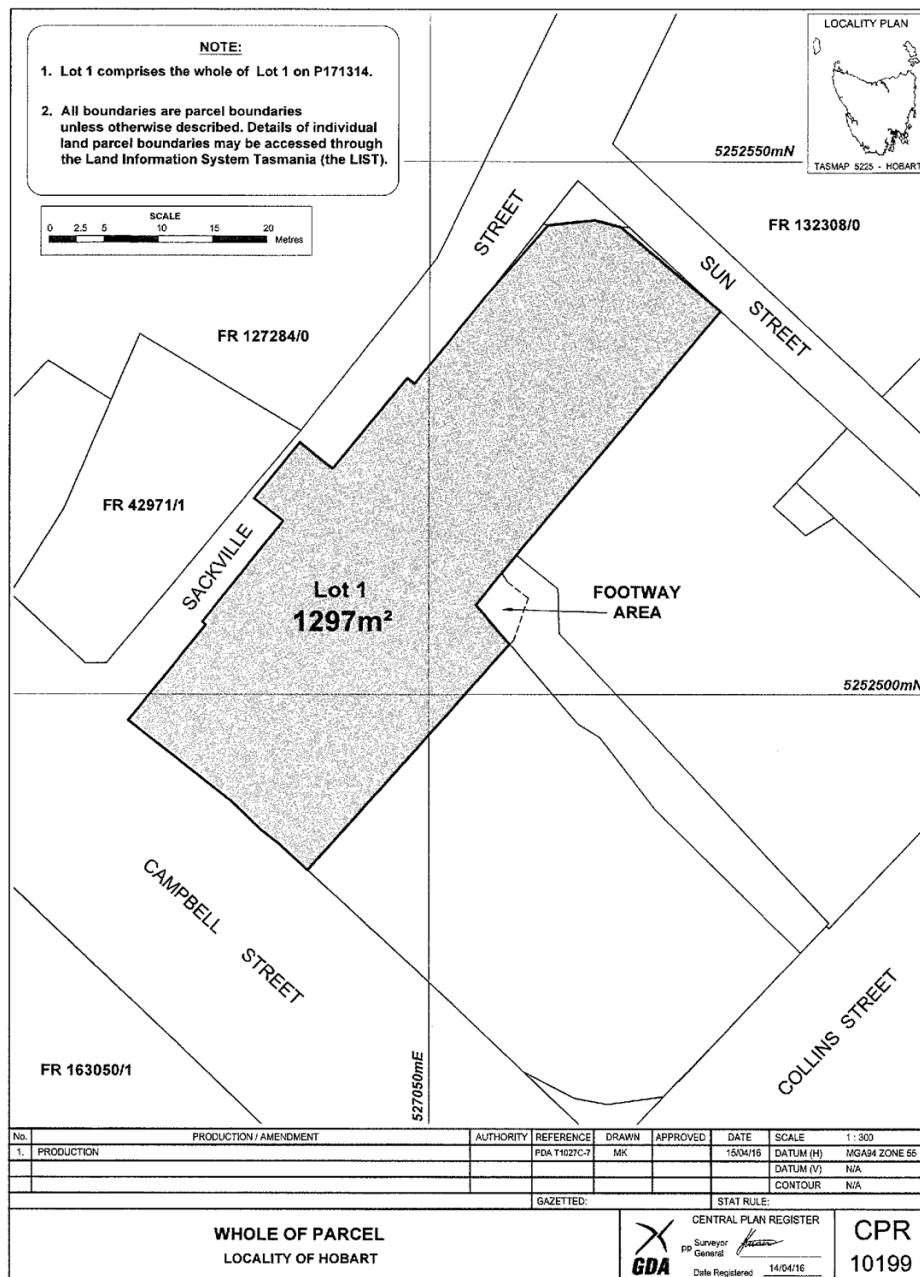 NOTE:
1. Lot 1 comprises the whole of Lot 1 on P171314.
2. All boundaries are parcel boundaries
unless otherwise described. Details of individual
land parcel boundaries may be accessed through
the Land Information System Tasmania (the LIST).
LOCALITY PLAN
TASMAP 5225 - HOBART
SCALE
0 2.5 5 10 15 20 Metres
5252550mN
STREET
FR 132308/0
SUN STREET
FR 127284/0
FR 42971/1
SACKVILLE
Lot 1
1297m²
FOOTWAY
AREA
5252500mN
CAMPBELL STREET
COLLINS STREET
FR 163050/1
527050mE
No. PRODUCTION / AMENDMENT AUTHORITY REFERENCE DRAWN APPROVED DATE SCALE 1 : 300
1. PRODUCTION PDA T1027C-7 MK 15/04/16 DATUM (H) MGA94 ZONE 55
DATUM (V) N/A
CONTOUR N/A
GAZETTED: STAT RULE:
WHOLE OF PARCEL
LOCALITY OF HOBART
GDA
CENTRAL PLAN REGISTER
pp Surveyor
General
Date Registered 14/04/16
CPR
10199